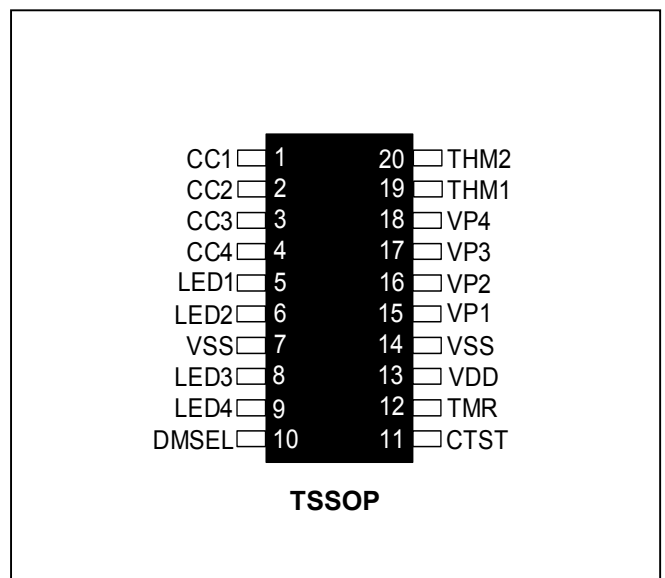 CC1 1 20 THM2
CC2 2 19 THM1
CC3 3 18 VP4
CC4 4 17 VP3
LED1 5 16 VP2
LED2 6 15 VP1
VSS 7 14 VSS
LED3 8 13 VDD
LED4 9 12 TMR
DMSEL 10 11 CTST
TSSOP